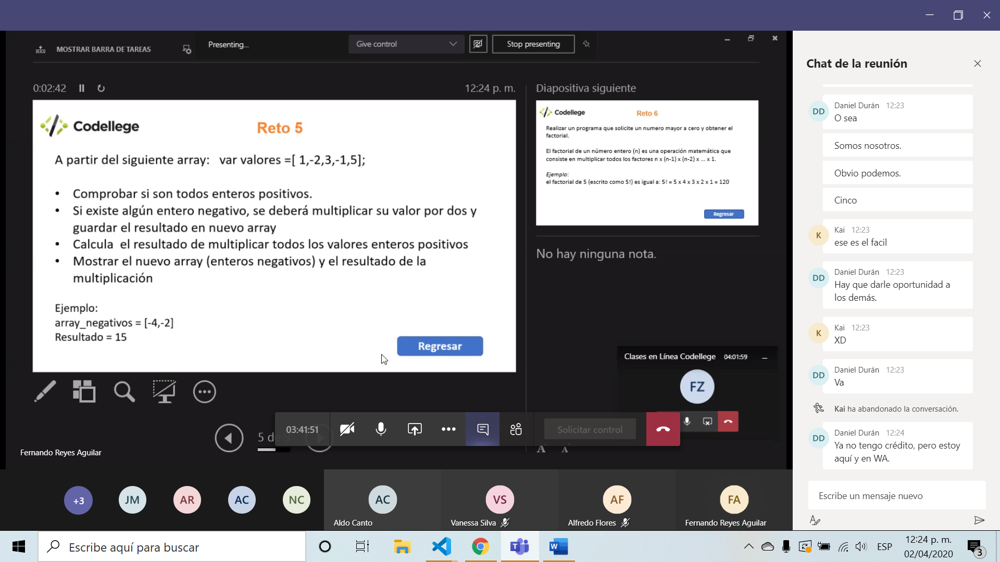 MOSTRAR BARRA DE TAREAS
Presenting...
Give control
Stop presenting
0:02:42
12:24 p. m.
Diapositiva siguiente
Codellege
Reto 5
A partir del siguiente array: var valores =[ 1,-2,3,-1,5];
• Comprobar si son todos enteros positivos.
• Si existe algún entero negativo, se deberá multiplicar su valor por dos y
guardar el resultado en nuevo array
• Calcula el resultado de multiplicar todos los valores enteros positivos
• Mostrar el nuevo array (enteros negativos) y el resultado de la
multiplicación
Ejemplo:
array_negativos = [-4,-2]
Resultado = 15
Regresar
Codellege
Reto 6
Realizar un programa que solicite un numero mayor a cero y obtener el
factorial.
El factorial de un número entero (n) es una operación matemática que
consiste en multiplicar todos los factores n x (n-1) x (n-2) x ... x 1.
Ejemplo:
el factorial de 5 (escrito como 5!) es igual a: 5! = 5 x 4 x 3 x 2 x 1 = 120
Regresar
No hay ninguna nota.
Clases en Línea Codellege 04:01:59
FZ
03:41:51
Solicitar control
5 de
A A
Fernando Reyes Aguilar
+3
JM
AR
AC
NC
AC
Aldo Canto
VS
Vanessa Silva
AF
Alfredo Flores
FA
Fernando Reyes Aguilar
Chat de la reunión
DD
Daniel Durán 12:23
O sea
Somos nosotros.
Obvio podemos.
Cinco
K
Kai 12:23
ese es el facil
DD
Daniel Durán 12:23
Hay que darle oportunidad a
los demás.
K
Kai 12:23
XD
DD
Daniel Durán 12:23
Va
Kai ha abandonado la conversación.
DD
Daniel Durán 12:24
Ya no tengo crédito, pero estoy
aquí y en WA.
Escribe un mensaje nuevo
Escribe aquí para buscar
ESP
12:24 p. m.
02/04/2020
3